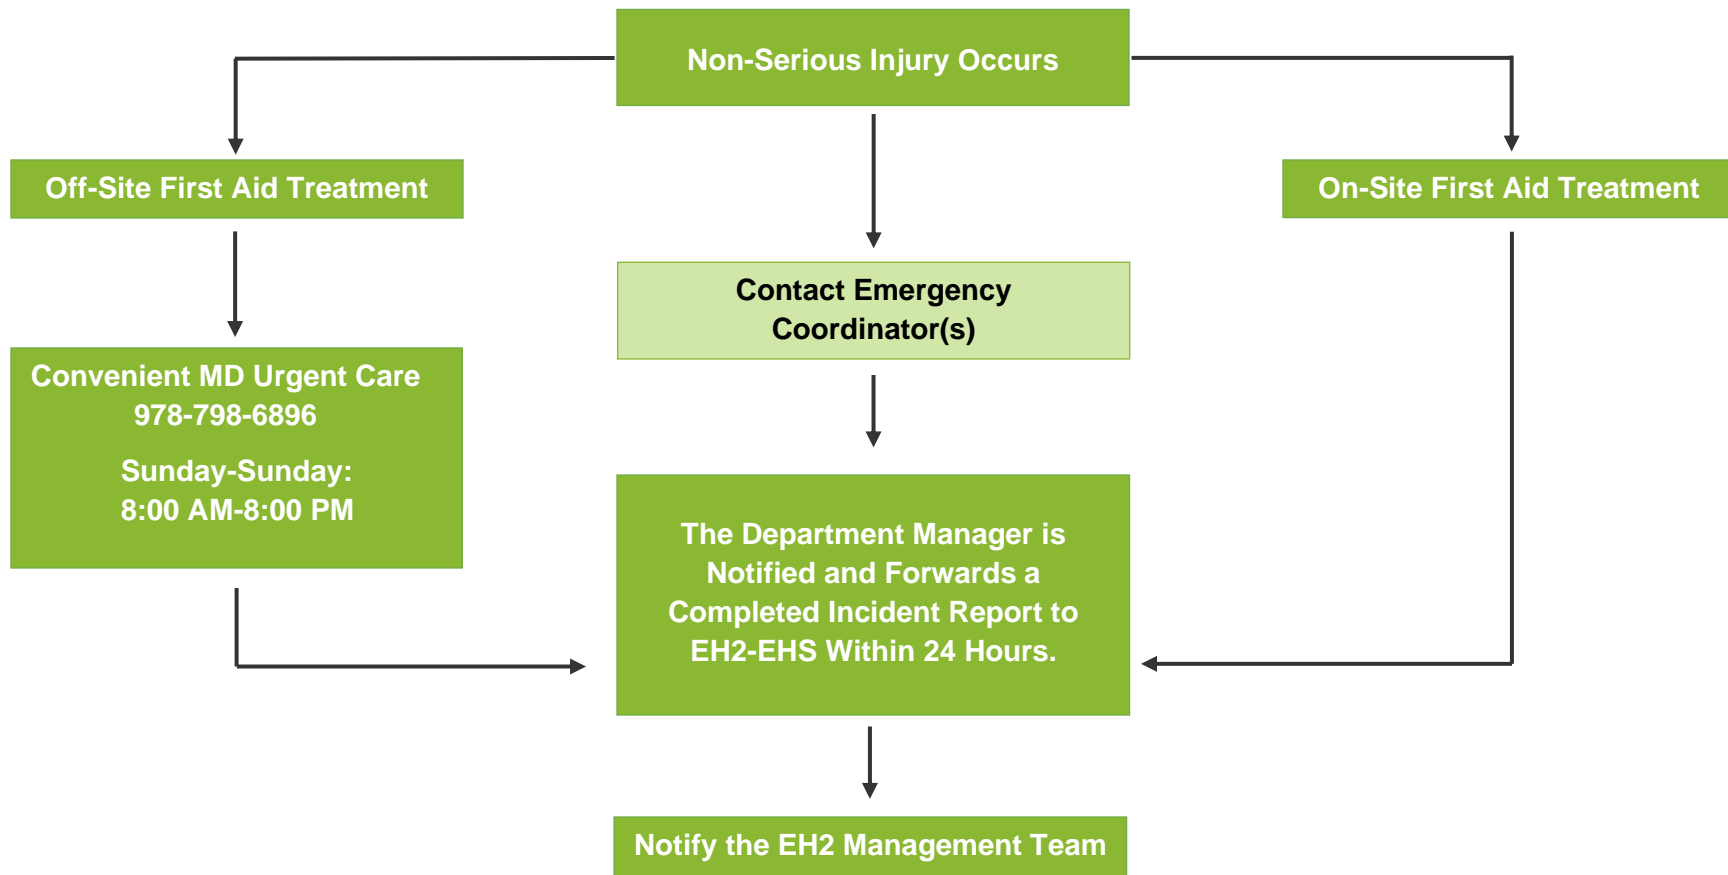 Non-Serious Injury Occurs
Off-Site First Aid Treatment
On-Site First Aid Treatment
Contact Emergency
Coordinator(s)
Convenient MD Urgent Care
978-798-6896
Sunday-Sunday:
8:00 AM-8:00 PM
The Department Manager is
Notified and Forwards a
Completed Incident Report to
EH2-EHS Within 24 Hours.
Notify the EH2 Management Team